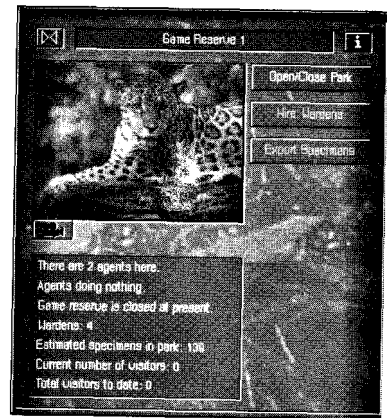 Game Reserve 1
i
Open/Close Park
Hire Wardens
Export Specimens
There are 2 agents here.
Agents doing nothing.
Game reserve is closed at present.
Wardens: 4
Estimated specimens in park: 130
Current number of visitors: 0
Total visitors to date: 0